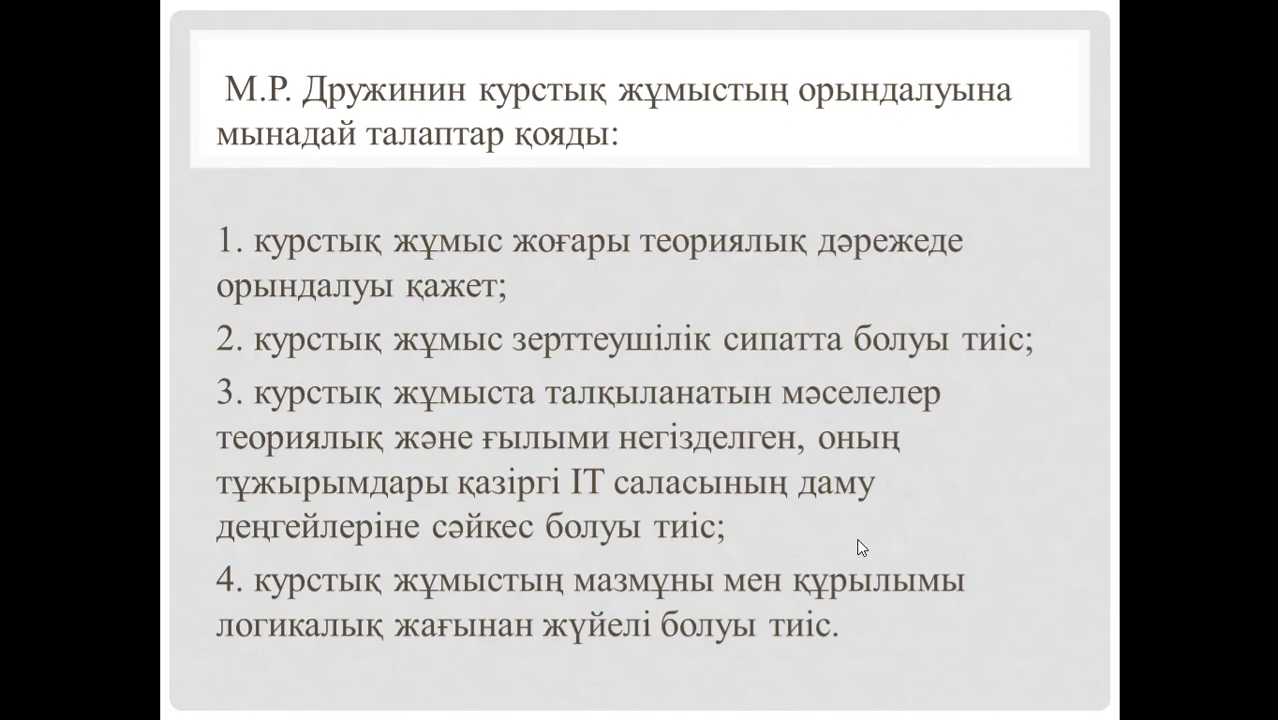 М.Р. Дружинин курстық жұмыстың орындалуына
мынадай талаптар қояды:
1. курстық жұмыс жоғары теориялық дәрежеде
орындалуы қажет;
2. курстық жұмыс зерттеушілік сипатта болуы тиіс;
3. курстық жұмыста талқыланатын мәселелер
теориялық және ғылыми негізделген, оның
тұжырымдары қазіргі ІТ саласының даму
деңгейлеріне сәйкес болуы тиіс;
4. курстық жұмыстың мазмұны мен құрылымы
логикалық жағынан жүйелі болуы тиіс.